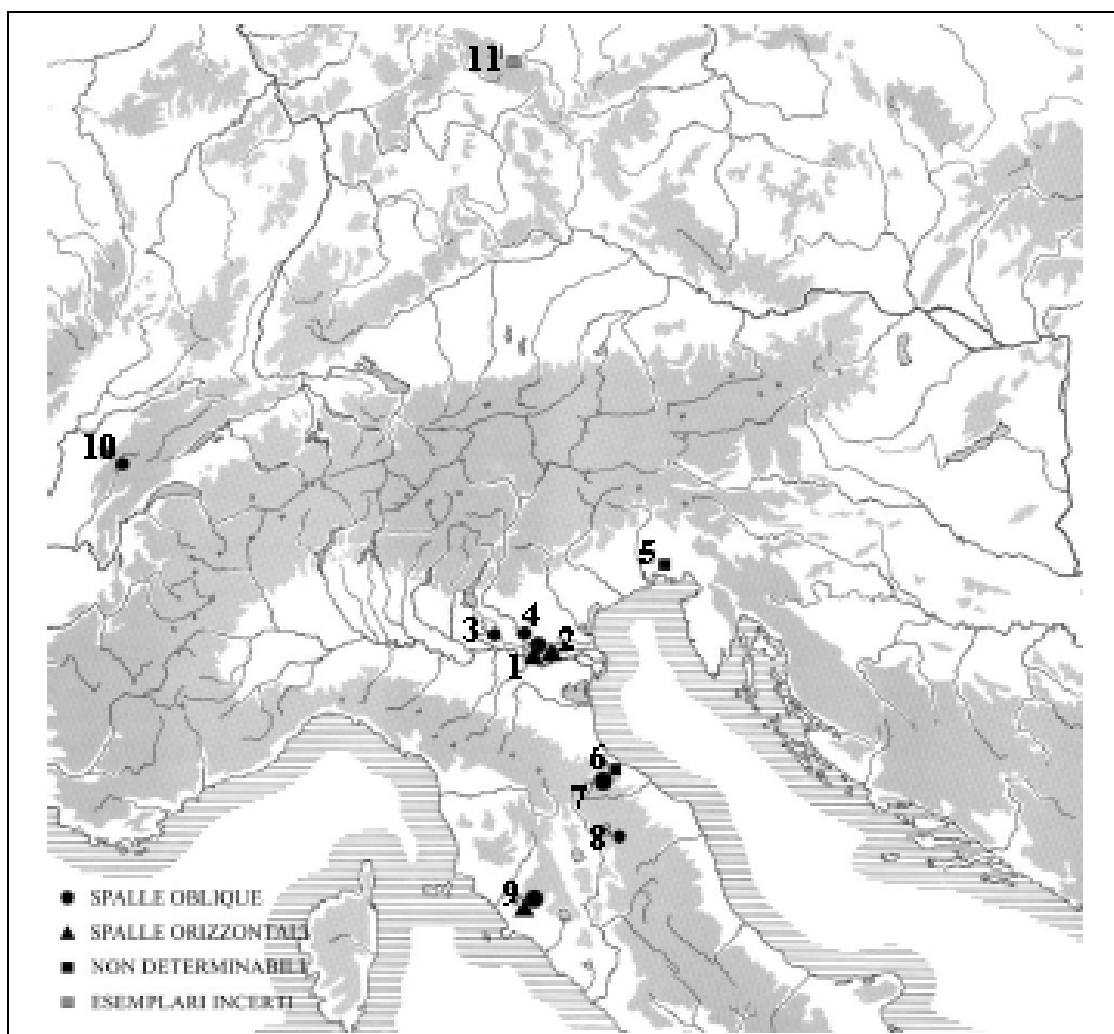 11
10
5
3 4
2
1
6
7
8
9
SPALLE OBLIQUE
SPALLE ORIZZONTALI
NON DETERMINABILI
ESEMPLARI INCERTI